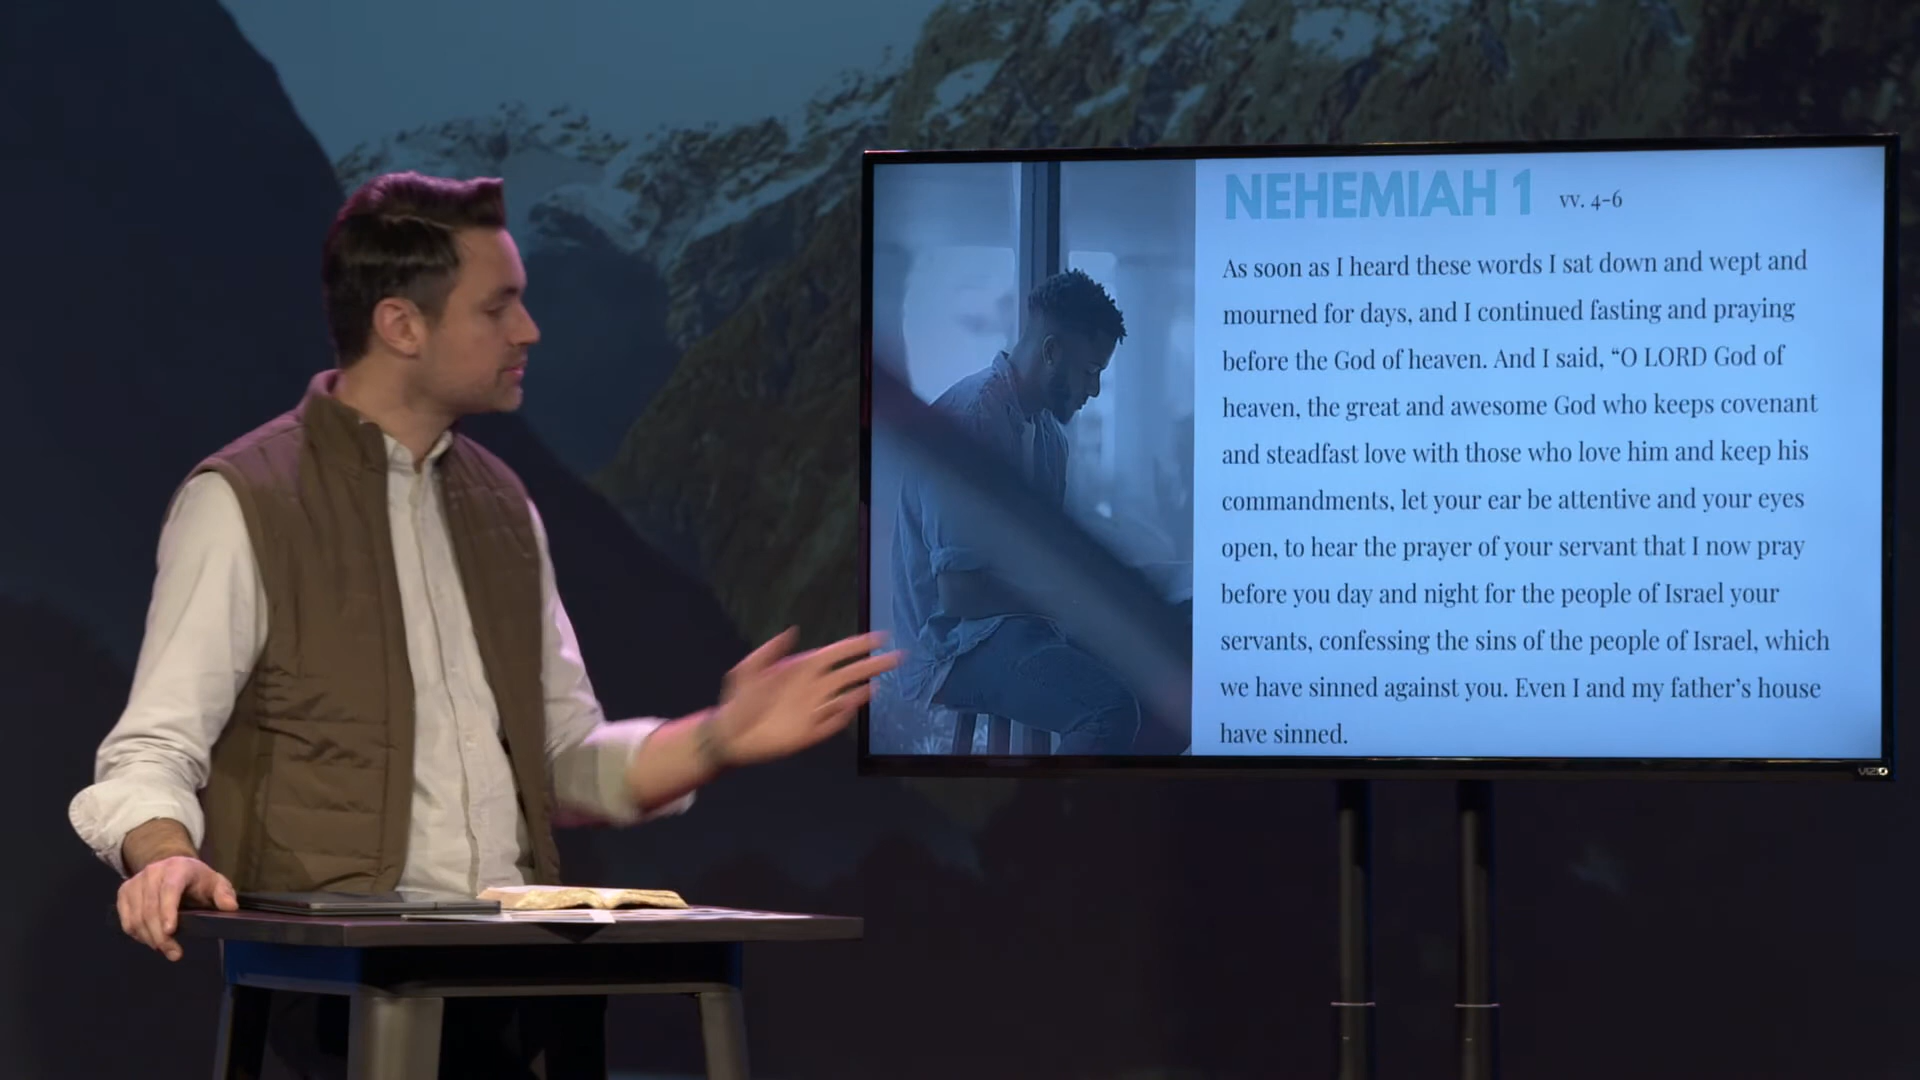 NEHEMIAH 1 vv. 4-6
As soon as I heard these words I sat down and wept and
mourned for days, and I continued fasting and praying
before the God of heaven. And I said, “O LORD God of
heaven, the great and awesome God who keeps covenant
and steadfast love with those who love him and keep his
commandments, let your ear be attentive and your eyes
open, to hear the prayer of your servant that I now pray
before you day and night for the people of Israel your
servants, confessing the sins of the people of Israel, which
we have sinned against you. Even I and my father’s house
have sinned.
VIZIO